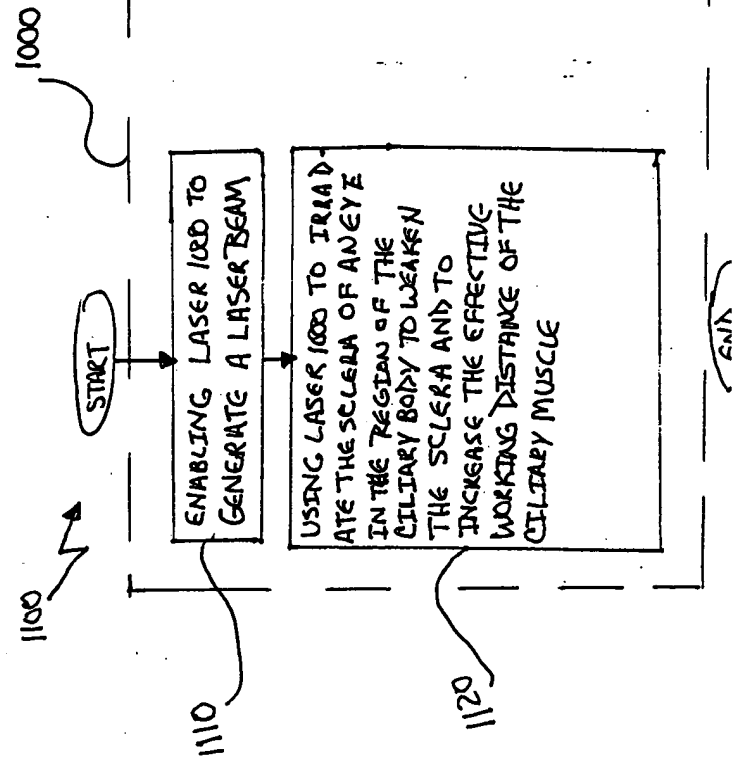 1100
1000
START
1110
ENABLING LASER 1000 TO
GENERATE A LASER BEAM
1120
USING LASER 1000 TO IRRAD-
ATE THE SCLERA OF AN EYE
IN THE REGION OF THE
CILIARY BODY TO WEAKEN
THE SCLERA AND TO
INCREASE THE EFFECTIVE
WORKING DISTANCE OF THE
CILIARY MUSCLE
END